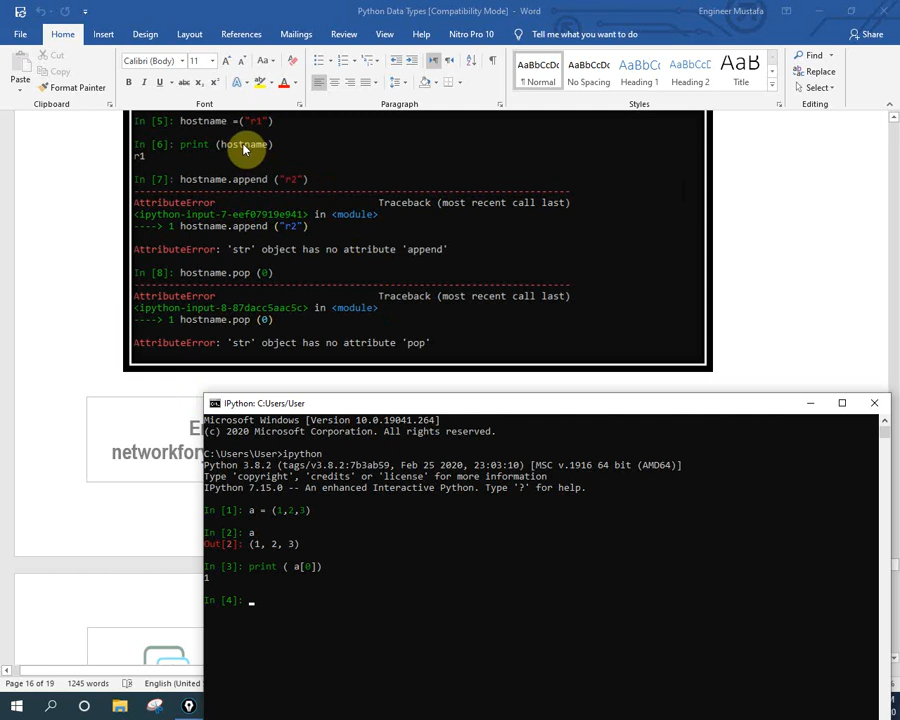 Python Data Types [Compatibility Mode] - Word
Engineer Mustafa
File Home Insert Design Layout References Mailings Review View Help Nitro Pro 10 Tell me what you want to do Share
Cut
Copy
Format Painter
Paste
Calibri (Body) 11
Clipboard Font Paragraph Styles Editing
AaBbCcDc AaBbCcDc AaBbC( AaBbCcD AaB
¶ Normal No Spacing Heading 1 Heading 2 Title
Find
Replace
Select
In [5]: hostname =("r1")
In [6]: print (hostname)
r1
In [7]: hostname.append ("r2")
AttributeError Traceback (most recent call last)
<ipython-input-7-eef07919e941> in <module>
----> 1 hostname.append ("r2")
AttributeError: 'str' object has no attribute 'append'
In [8]: hostname.pop (0)
AttributeError Traceback (most recent call last)
<ipython-input-8-87dacc5aac5c> in <module>
----> 1 hostname.pop (0)
AttributeError: 'str' object has no attribute 'pop'
networkfor
IPython: C:Users/User
Microsoft Windows [Version 10.0.19041.264]
(c) 2020 Microsoft Corporation. All rights reserved.
C:\Users\User>ipython
Python 3.8.2 (tags/v3.8.2:7b3ab59, Feb 25 2020, 23:03:10) [MSC v.1916 64 bit (AMD64)]
Type 'copyright', 'credits' or 'license' for more information
IPython 7.15.0 -- An enhanced Interactive Python. Type '?' for help.
In [1]: a = (1,2,3)
In [2]: a
Out[2]: (1, 2, 3)
In [3]: print ( a[0])
1
In [4]:
Page 16 of 19 1245 words English (United